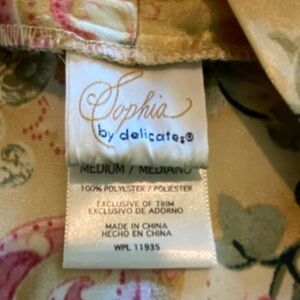 Sophia
by delicates®
MEDIUM / MEDIANO
100% POLYESTER / POLIESTER
EXCLUSIVE OF TRIM
EXCLUSIVO DE ADORNO
MADE IN CHINA
HECHO EN CHINA
WPL 11935